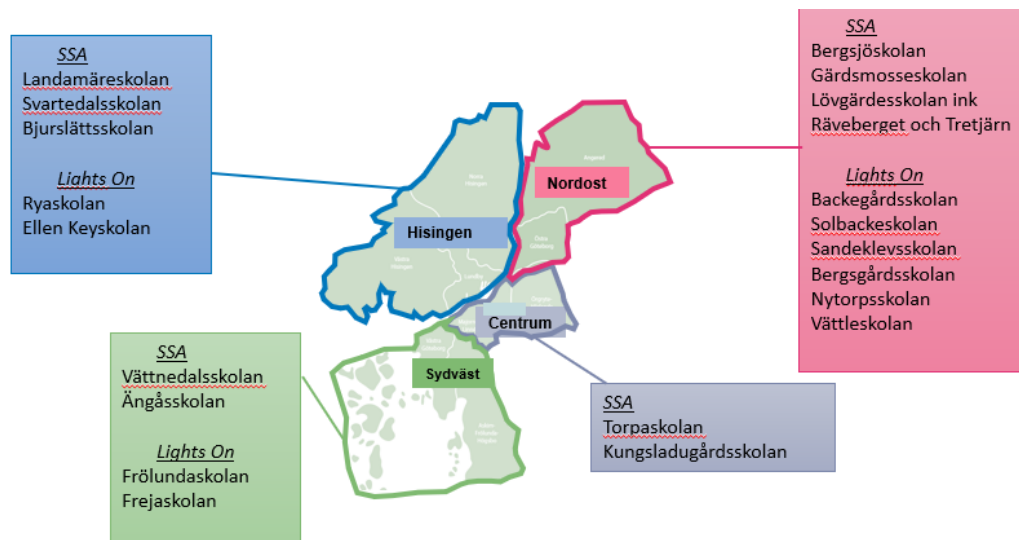 SSA
Landamäreskolan
Svartedalsskolan
Bjurslättsskolan
Lights On
Ryaskolan
Ellen Keyskolan
SSA
Bergsjöskolan
Gärdsmosseskolan
Lövgärdesskolan ink
Räveberget och Tretjärn
Lights On
Backegårdsskolan
Solbackeskolan
Sandeklevsskolan
Bergsgårdsskolan
Nytorpsskolan
Vättleskolan
Nordost
Hisingen
Centrum
Sydväst
SSA
Vättnedalsskolan
Ängåsskolan
Lights On
Frölundaskolan
Frejaskolan
SSA
Torpaskolan
Kungsladugårdsskolan